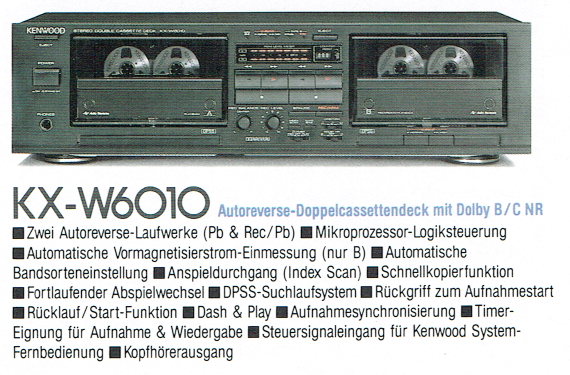 KENWOOD STEREO DOUBLE CASSETTE DECK KX-W6010
EJECT
POWER
PHONES
A
B
DPSS
KX-W6010 Autoreverse-Doppelcassettendeck mit Dolby B/C NR
■ Zwei Autoreverse-Laufwerke (Pb & Rec/Pb) ■ Mikroprozessor-Logiksteuerung
■ Automatische Vormagnetisierstrom-Einmessung (nur B) ■ Automatische
Bandsorteneinstellung ■ Anspieldurchgang (Index Scan) ■ Schnellkopierfunktion
■ Fortlaufender Abspielwechsel ■ DPSS-Suchlaufsystem ■ Rückgriff zum Aufnahmestart
■ Rücklauf/Start-Funktion ■ Dash & Play ■ Aufnahmesynchronisierung ■ Timer-
Eignung für Aufnahme & Wiedergabe ■ Steuersignaleingang für Kenwood System-
Fernbedienung ■ Kopfhörerausgang